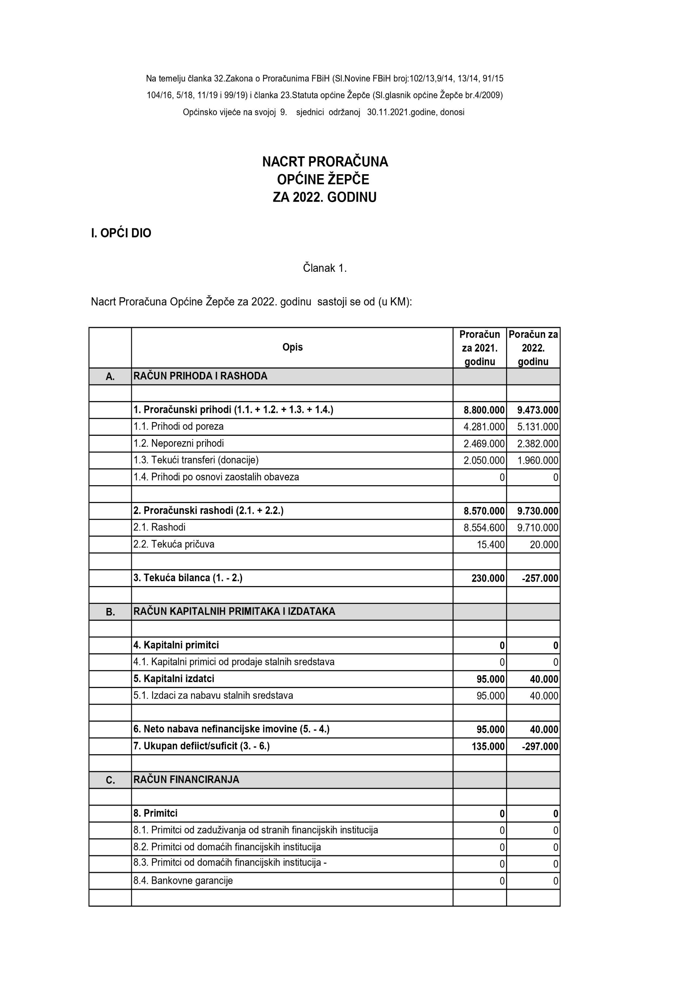 Na temelju članka 32.Zakona o Proračunima FBiH (Sl.Novine FBiH broj:102/13,9/14, 13/14, 91/15
104/16, 5/18, 11/19 i 99/19) i članka 23.Statuta općine Žepče (Sl.glasnik općine Žepče br.4/2009)
Općinsko vijeće na svojoj 9. sjednici održanoj 30.11.2021.godine, donosi
NACRT PRORAČUNA
OPĆINE ŽEPČE
ZA 2022. GODINU
I. OPĆI DIO
Članak 1.
Nacrt Proračuna Općine Žepče za 2022. godinu sastoji se od (u KM):
Opis
Proračun
za 2021.
godinu
Poračun za
2022.
godinu
A. RAČUN PRIHODA I RASHODA
1. Proračunski prihodi (1.1. + 1.2. + 1.3. + 1.4.) 8.800.000 9.473.000
1.1. Prihodi od poreza 4.281.000 5.131.000
1.2. Neporezni prihodi 2.469.000 2.382.000
1.3. Tekući transferi (donacije) 2.050.000 1.960.000
1.4. Prihodi po osnovi zaostalih obaveza 0 0
2. Proračunski rashodi (2.1. + 2.2.) 8.570.000 9.730.000
2.1. Rashodi 8.554.600 9.710.000
2.2. Tekuća pričuva 15.400 20.000
3. Tekuća bilanca (1. - 2.) 230.000 -257.000
B. RAČUN KAPITALNIH PRIMITAKA I IZDATAKA
4. Kapitalni primitci 0 0
4.1. Kapitalni primici od prodaje stalnih sredstava 0 0
5. Kapitalni izdatci 95.000 40.000
5.1. Izdaci za nabavu stalnih sredstava 95.000 40.000
6. Neto nabava nefinancijske imovine (5. - 4.) 95.000 40.000
7. Ukupan defiict/suficit (3. - 6.) 135.000 -297.000
C. RAČUN FINANCIRANJA
8. Primitci 0 0
8.1. Primitci od zaduživanja od stranih financijskih institucija 0 0
8.2. Primitci od domaćih financijskih institucija 0 0
8.3. Primitci od domaćih financijskih institucija - 0 0
8.4. Bankovne garancije 0 0